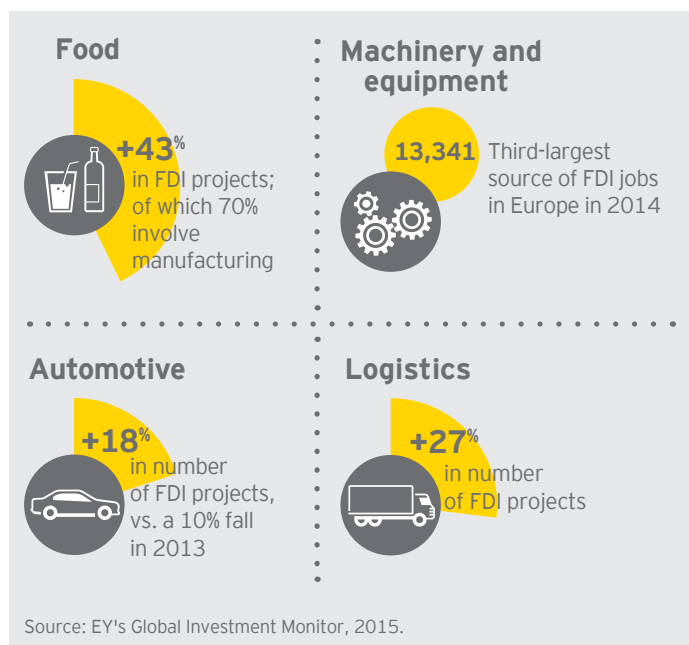 Food
+43%
in FDI projects;
of which 70%
involve
manufacturing
Machinery and
equipment
13,341
Third-largest
source of FDI jobs
in Europe in 2014
Automotive
+18%
in number
of FDI projects,
vs. a 10% fall
in 2013
Logistics
+27%
in number
of FDI projects
Source: EY's Global Investment Monitor, 2015.